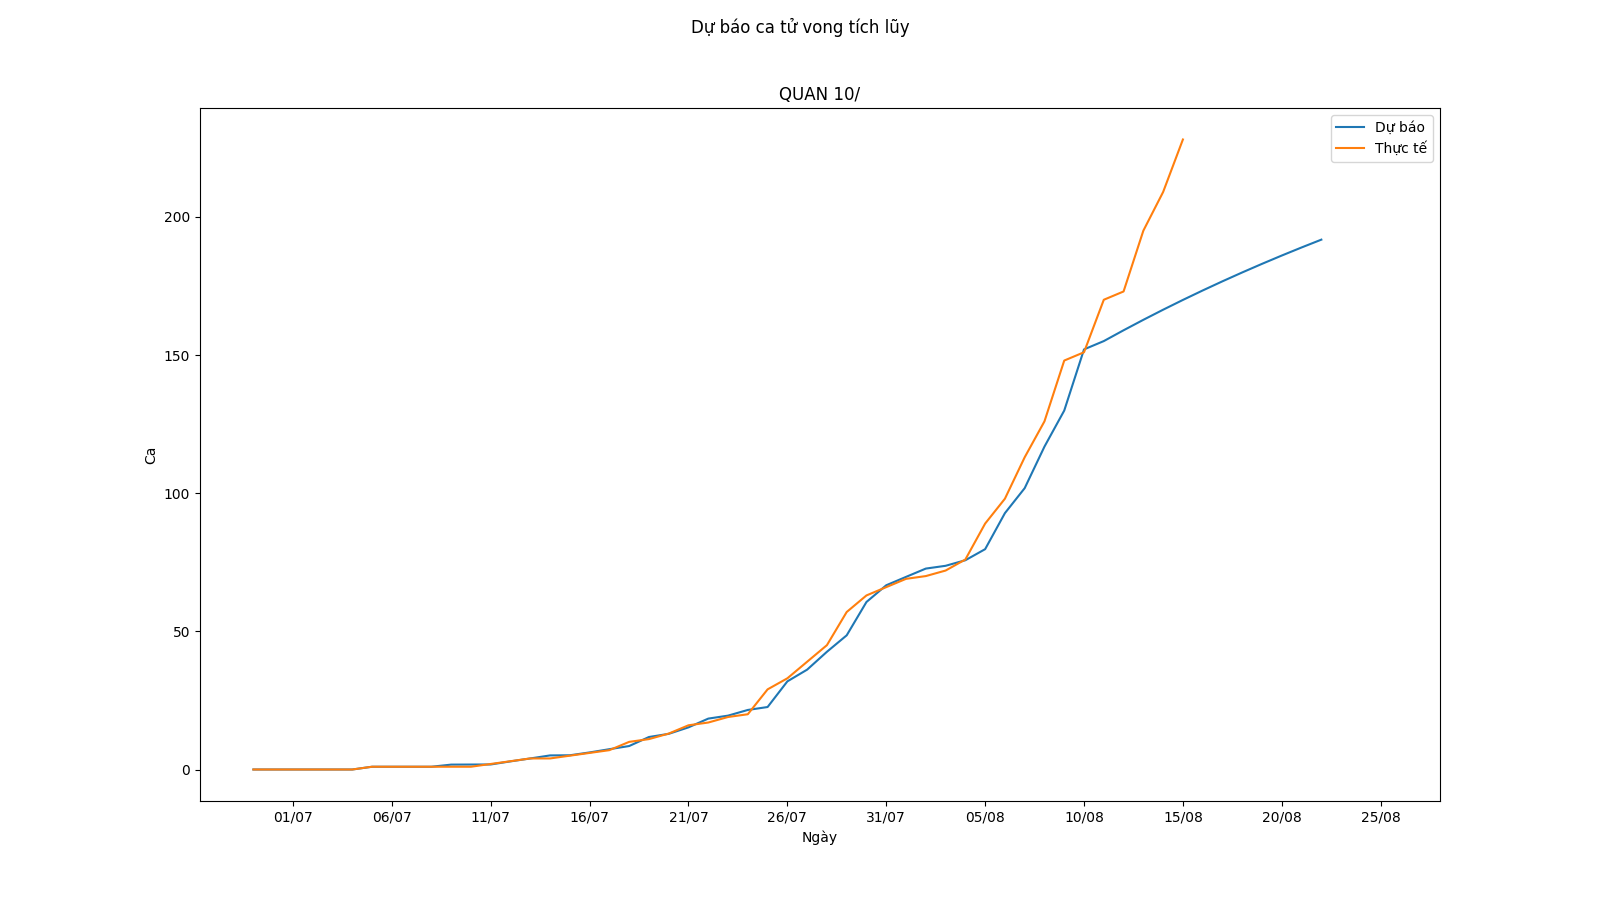 Dự báo ca tử vong tích lũy
QUAN 10/
Dự báo
Thực tế
200
150
100
50
0
Ca
01/07 06/07 11/07 16/07 21/07 26/07 31/07 05/08 10/08 15/08 20/08 25/08
Ngày